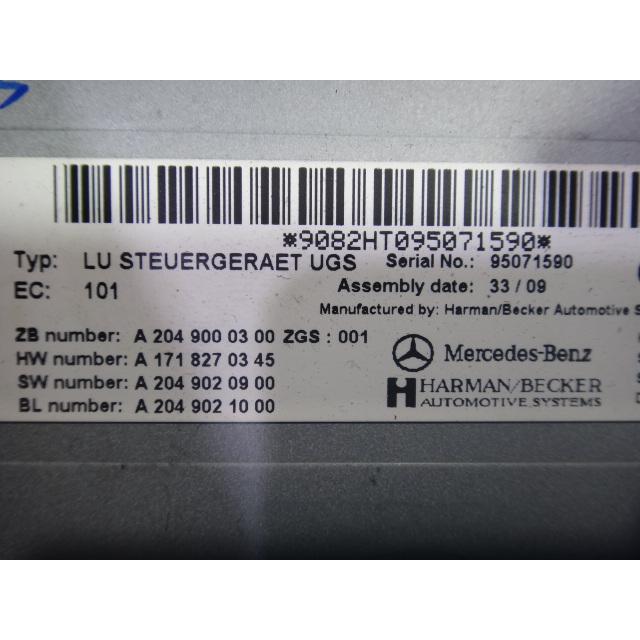 *9082HT095071590*
Typ: LU STEUERGERAET UGS Serial No.: 95071590
EC: 101 Assembly date: 33 / 09
Manufactured by: Harman/Becker Automotive S
ZB number: A 204 900 03 00 ZGS : 001
HW number: A 171 827 03 45
SW number: A 204 902 09 00
BL number: A 204 902 10 00
Mercedes-Benz
HARMAN/BECKER
AUTOMOTIVE SYSTEMS